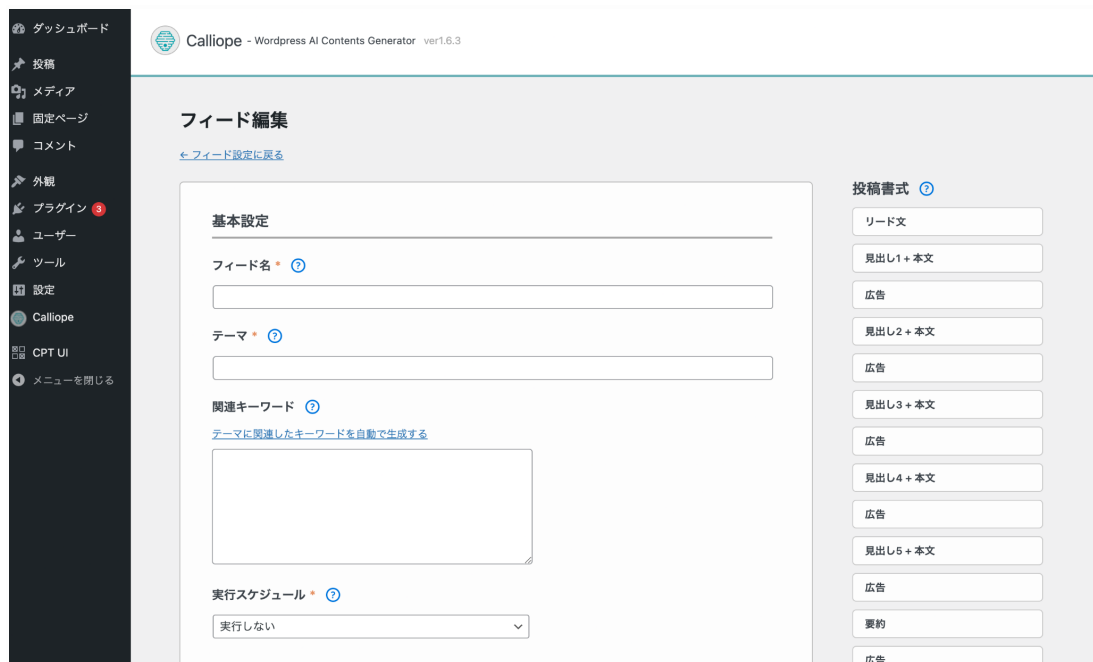 ダッシュボード
投稿
メディア
固定ページ
コメント
外観
プラグイン 3
ユーザー
ツール
設定
Calliope
CPT UI
メニューを閉じる
Calliope - Wordpress AI Contents Generator ver1.6.3
フィード編集
← フィード設定に戻る
基本設定
フィード名 * ?
テーマ * ?
関連キーワード ?
テーマに関連したキーワードを自動で生成する
実行スケジュール * ?
実行しない
投稿書式 ?
リード文
見出し1 + 本文
広告
見出し2 + 本文
広告
見出し3 + 本文
広告
見出し4 + 本文
広告
見出し5 + 本文
広告
要約
広告